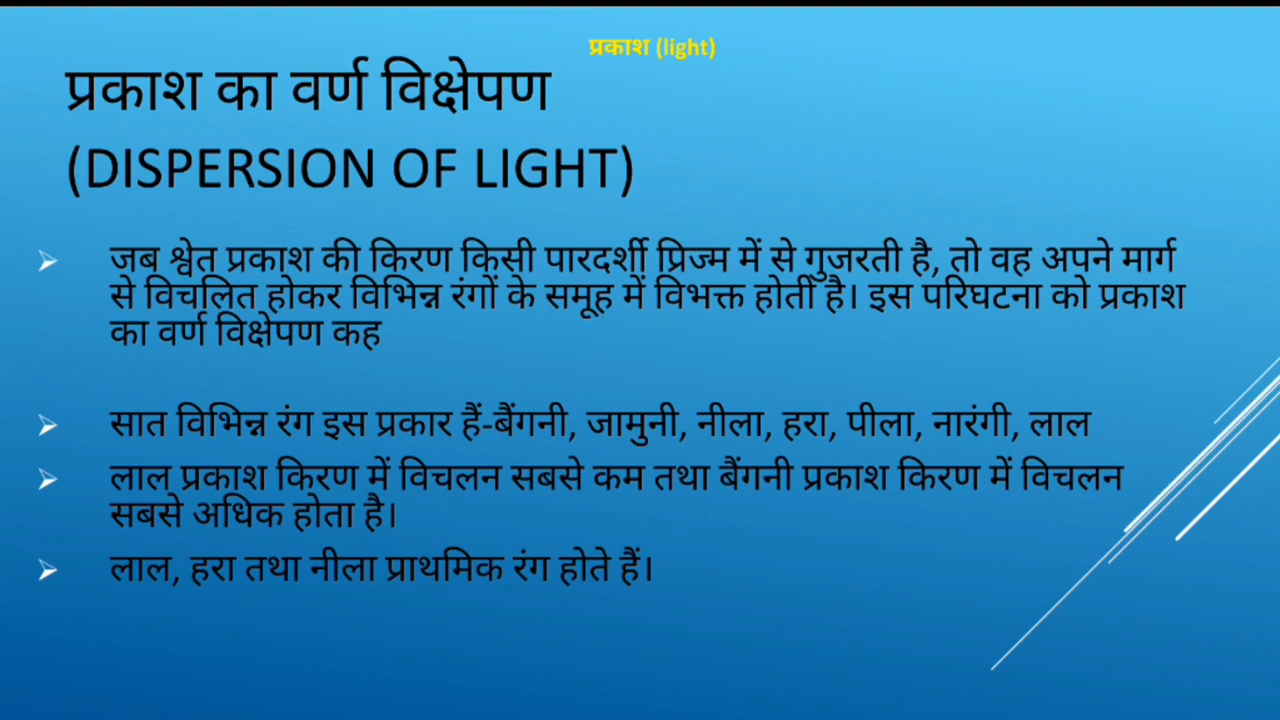 प्रकाश (light)
प्रकाश का वर्ण विक्षेपण
(DISPERSION OF LIGHT)
जब श्वेत प्रकाश की किरण किसी पारदर्शी प्रिज्म में से गुजरती है, तो वह अपने मार्ग
से विचलित होकर विभिन्न रंगों के समूह में विभक्त होती है। इस परिघटना को प्रकाश
का वर्ण विक्षेपण कह
सात विभिन्न रंग इस प्रकार हैं-बैंगनी, जामुनी, नीला, हरा, पीला, नारंगी, लाल
लाल प्रकाश किरण में विचलन सबसे कम तथा बैंगनी प्रकाश किरण में विचलन
सबसे अधिक होता है।
लाल, हरा तथा नीला प्राथमिक रंग होते हैं।